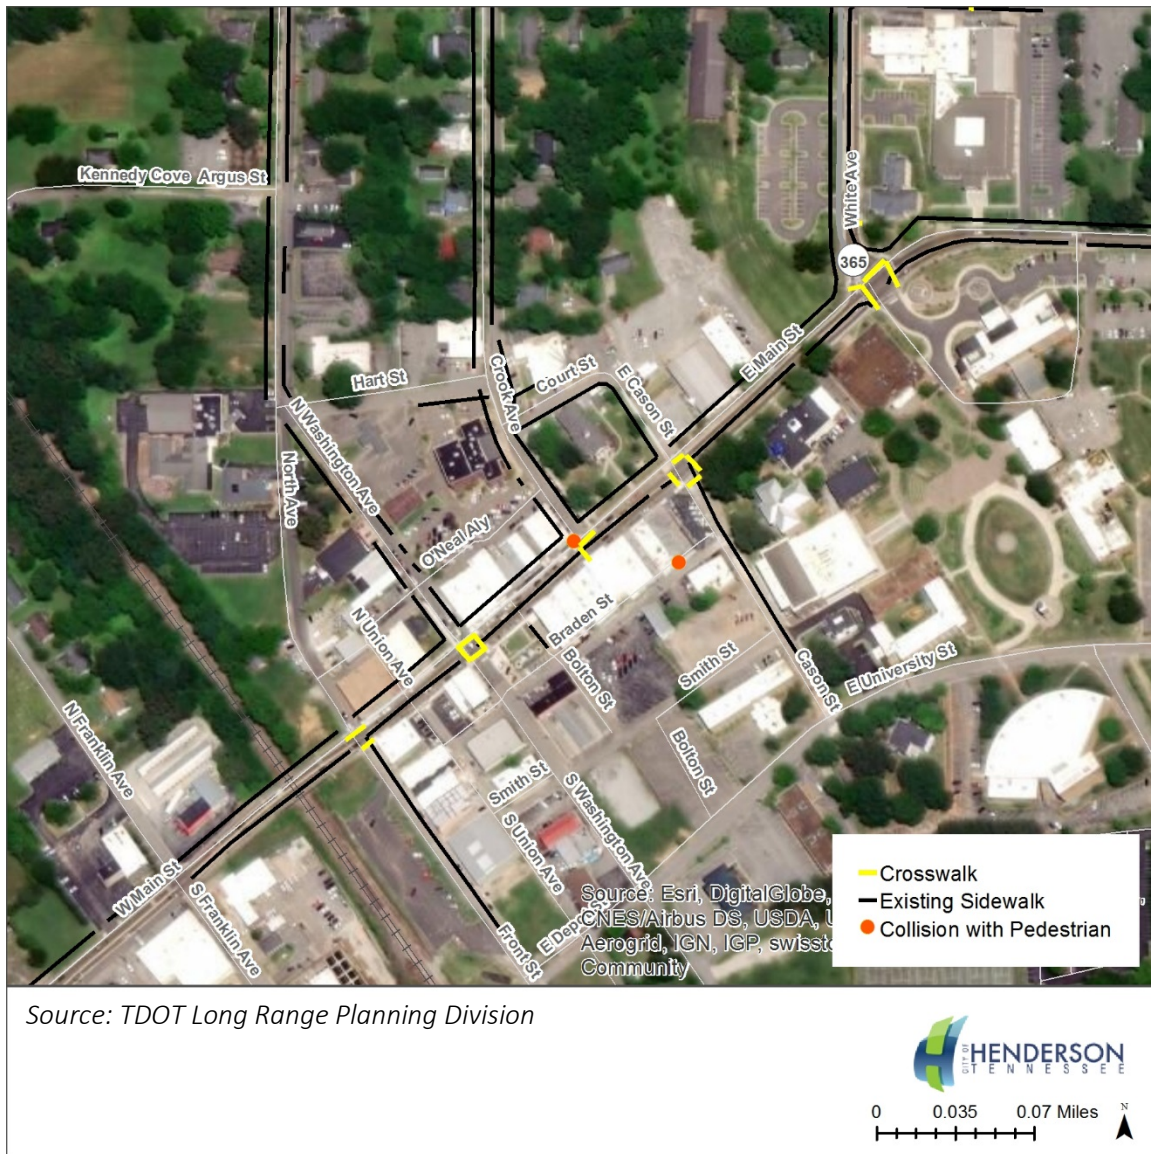 Kennedy Cove Argus St
White Ave
365
E Main St
Hart St
Crook Ave
Court St
E Cason St
N Washington Ave
North Ave
O'Neal Aly
N Union Ave
Braden St
Bolton St
Smith St
Cason St
E University St
N Franklin Ave
Bolton St
Smith St
S Washington Ave
S Union Ave
W Main St
S Franklin Ave
Front St
E Depo
Crosswalk
Existing Sidewalk
Collision with Pedestrian
Source: Esri, DigitalGlobe,
CNES/Airbus DS, USDA, U
Aerogrid, IGN, IGP, swissto
Community
Source: TDOT Long Range Planning Division
CITY OF
HENDERSON
TENNESSEE
0 0.035 0.07 Miles
N